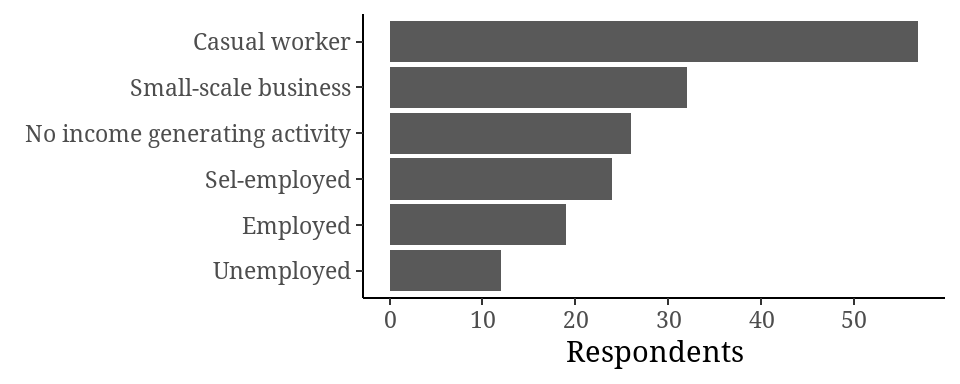 Casual worker
Small-scale business
No income generating activity
Sel-employed
Employed
Unemployed
0 10 20 30 40 50
Respondents